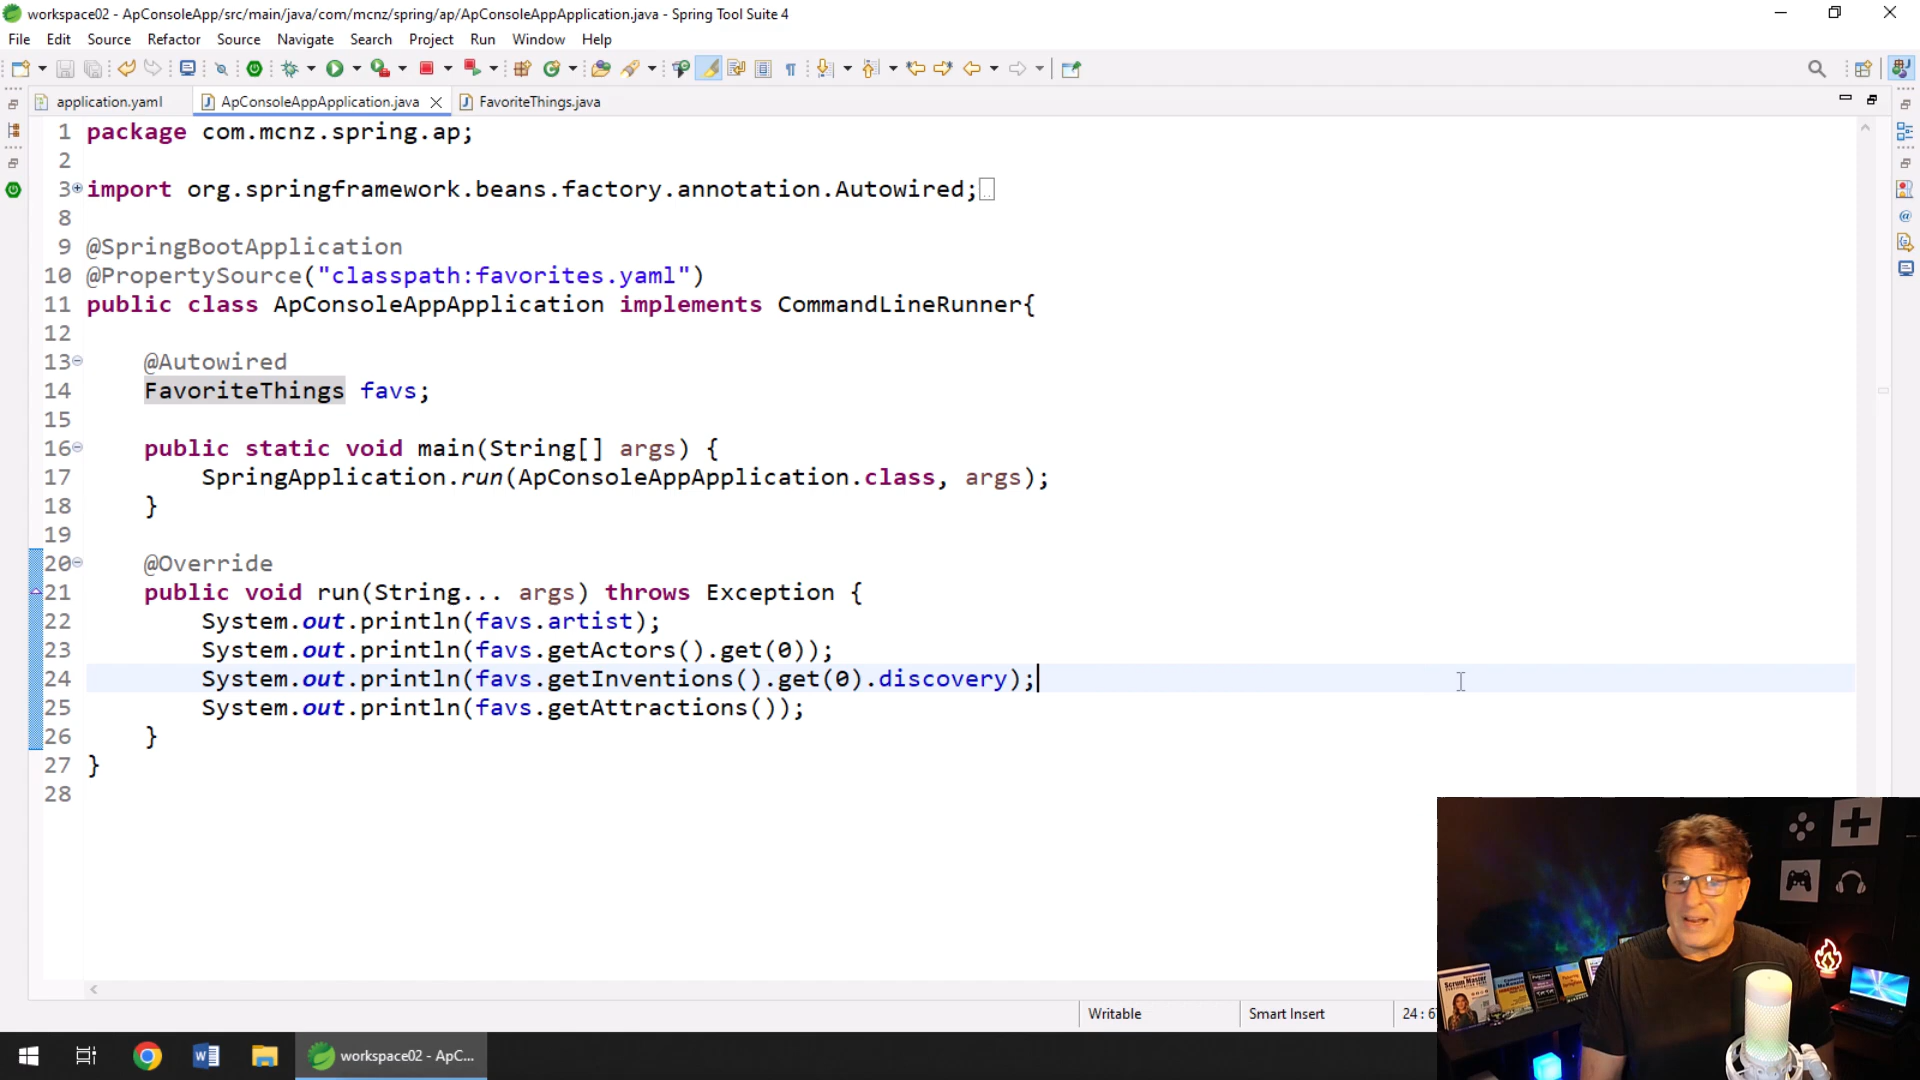 workspace02 - ApConsoleApp/src/main/java/com/mcnz/spring/ap/ApConsoleAppApplication.java - Spring Tool Suite 4
File Edit Source Refactor Source Navigate Search Project Run Window Help
application.yaml ApConsoleAppApplication.java FavoriteThings.java
1 package com.mcnz.spring.ap;
2
3 import org.springframework.beans.factory.annotation.Autowired;
8
9 @SpringBootApplication
10 @PropertySource("classpath:favorites.yaml")
11 public class ApConsoleAppApplication implements CommandLineRunner{
12
13 @Autowired
14 FavoriteThings favs;
15
16 public static void main(String[] args) {
17 SpringApplication.run(ApConsoleAppApplication.class, args);
18 }
19
20 @Override
21 public void run(String... args) throws Exception {
22 System.out.println(favs.artist);
23 System.out.println(favs.getActors().get(0));
24 System.out.println(favs.getInventions().get(0).discovery);
25 System.out.println(favs.getAttractions());
26 }
27 }
28
Writable Smart Insert 24 : 6
Scrum Master
workspace02 - ApC...